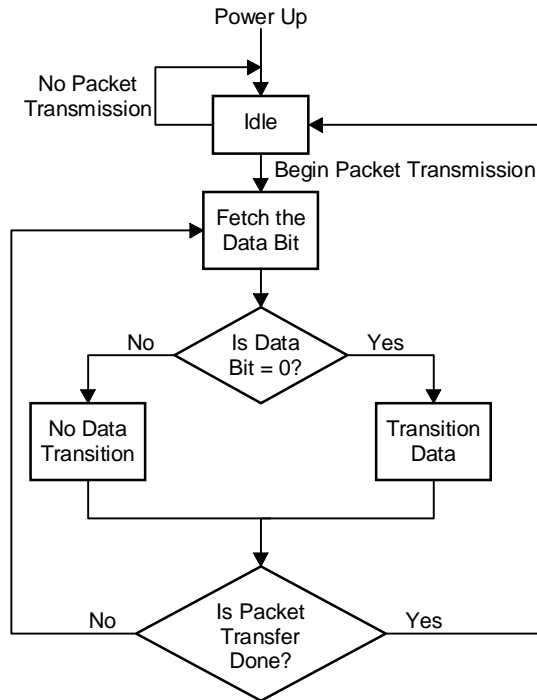 Power Up
No Packet
Transmission
Idle
Begin Packet Transmission
Fetch the
Data Bit
No
Is Data
Bit = 0?
Yes
No Data
Transition
Transition
Data
No
Is Packet
Transfer
Done?
Yes